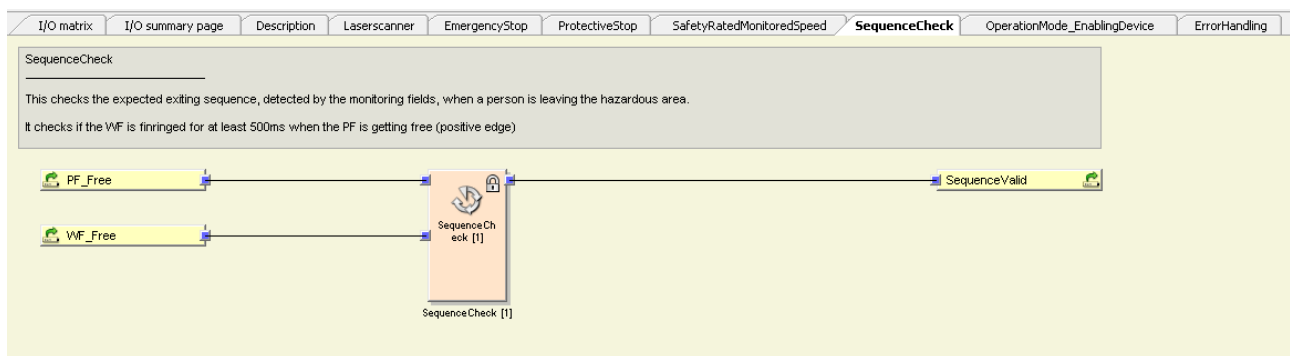 I/O matrix
I/O summary page
Description
Laserscanner
EmergencyStop
ProtectiveStop
SafetyRatedMonitoredSpeed
SequenceCheck
OperationMode_EnablingDevice
ErrorHandling
SequenceCheck
This checks the expected exiting sequence, detected by the monitoring fields, when a person is leaving the hazardous area.
It checks if the WF is finringed for at least 500ms when the PF is getting free (positive edge)
PF_Free
SequenceValid
WF_Free
SequenceCh
eck [1]
SequenceCheck [1]